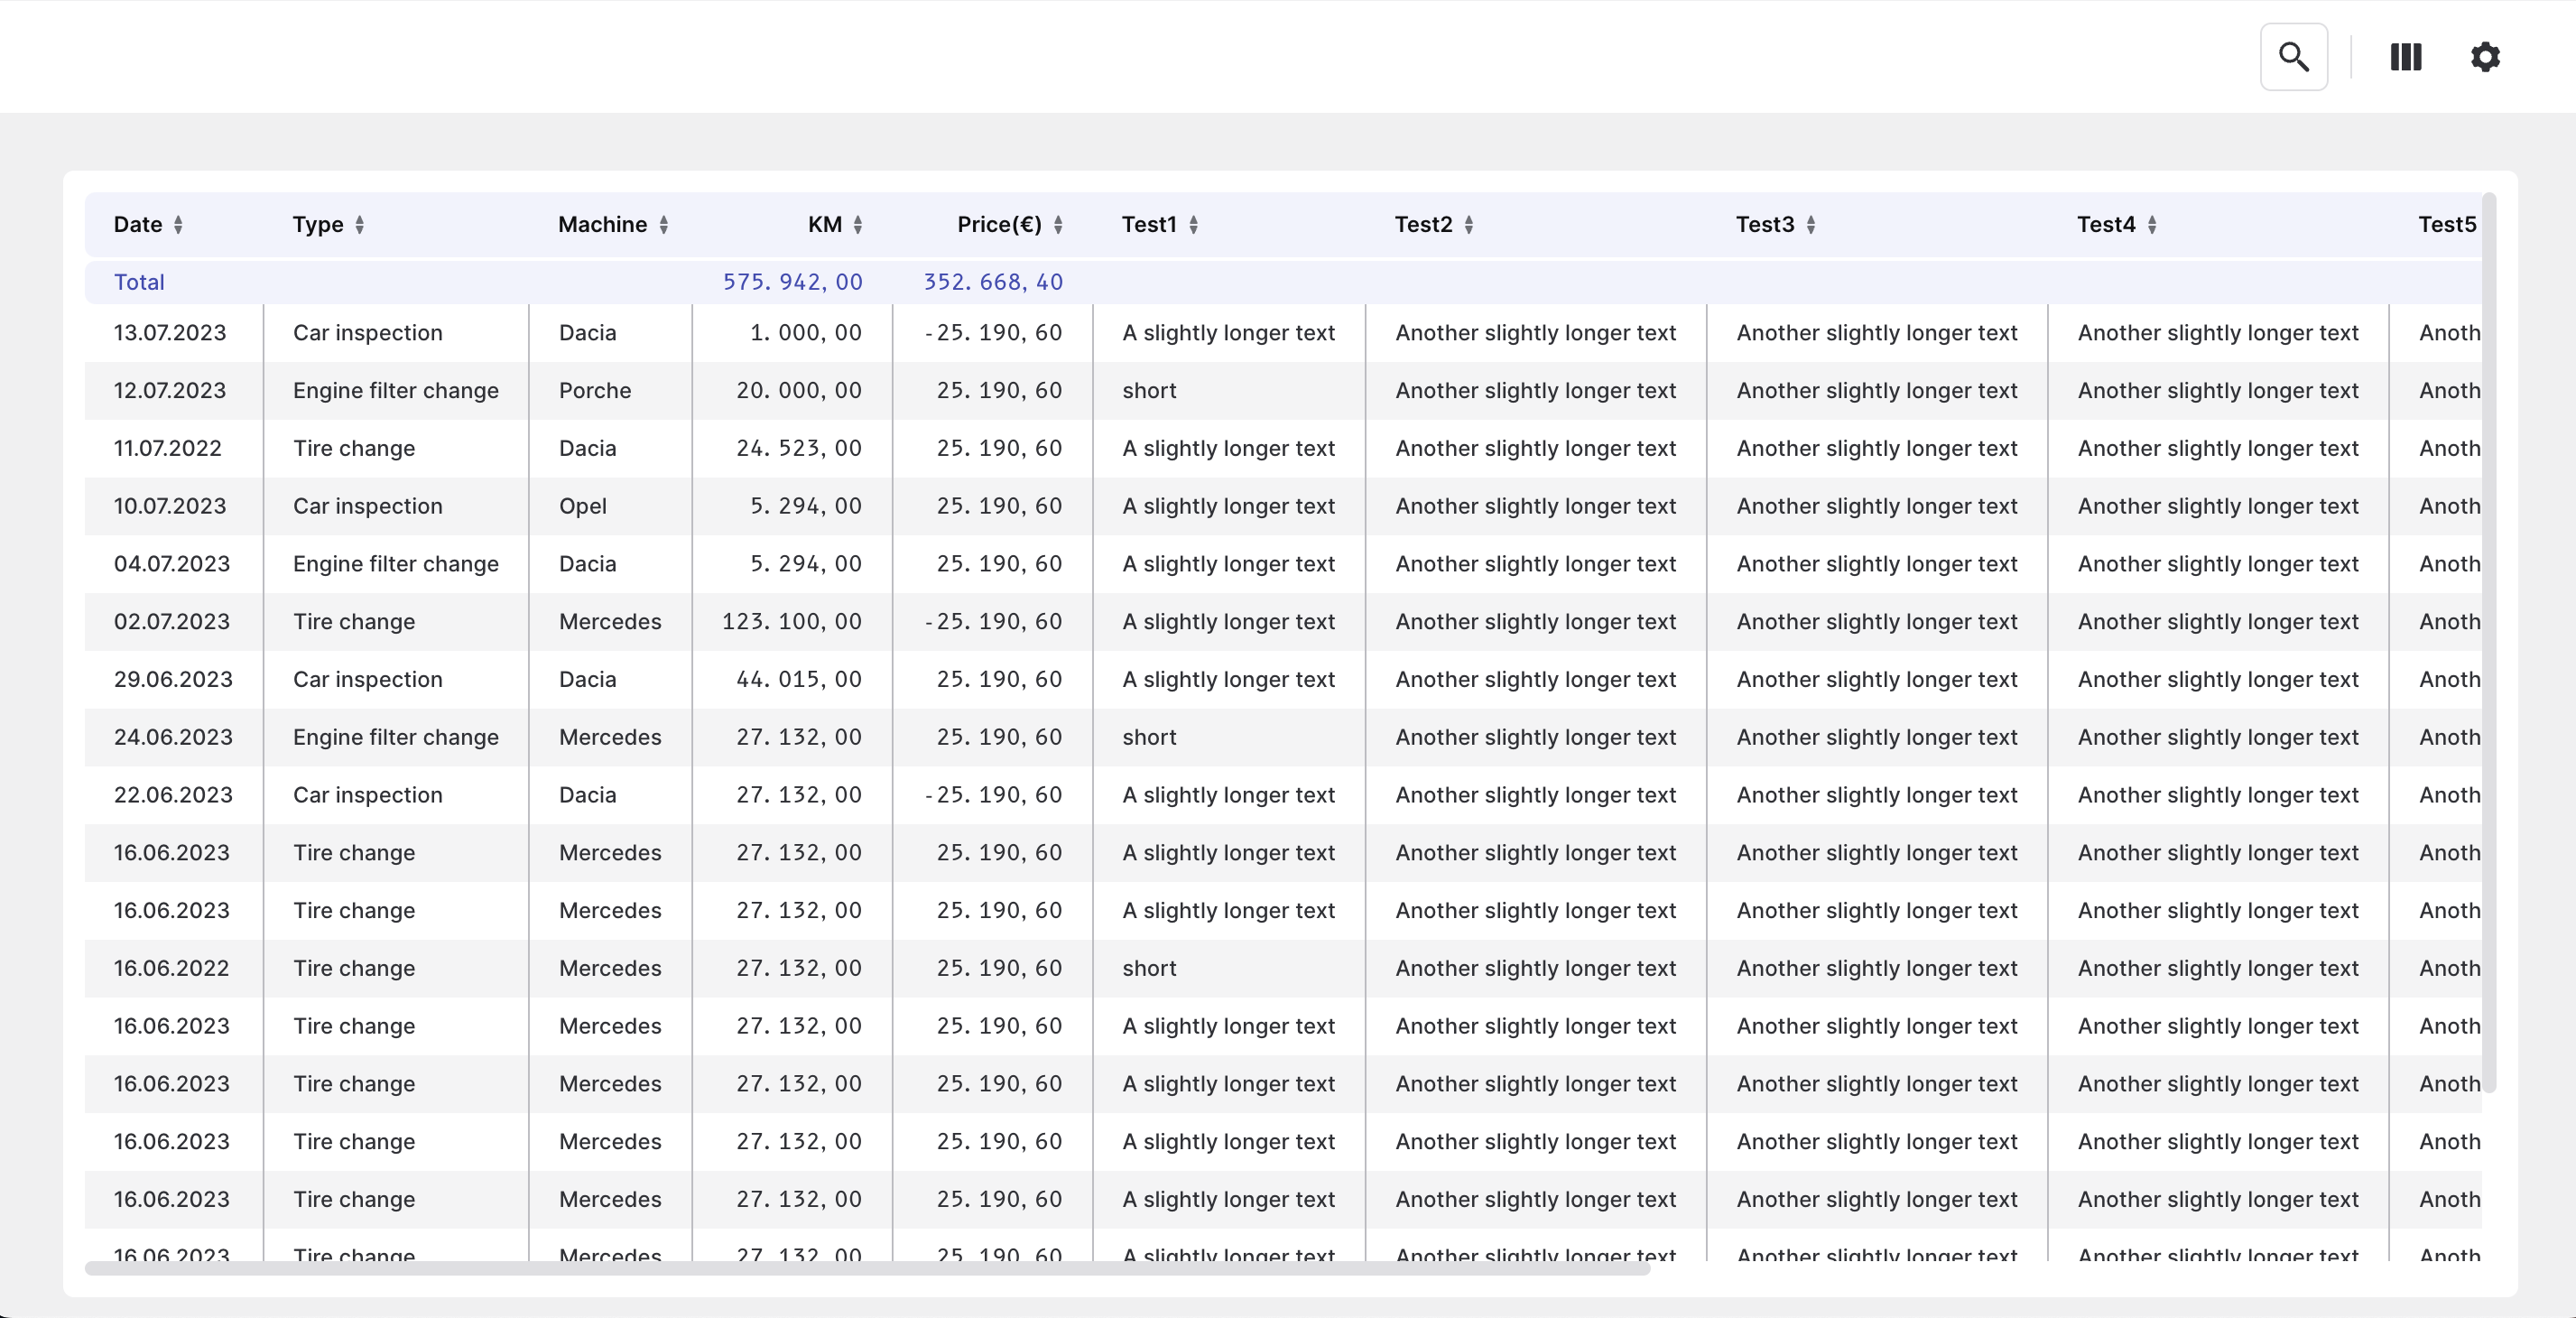 Date Type Machine KM Price(€) Test1 Test2 Test3 Test4 Test5
Total 575. 942, 00 352. 668, 40
13.07.2023 Car inspection Dacia 1. 000, 00 -25. 190, 60 A slightly longer text Another slightly longer text Another slightly longer text Another slightly longer text Anoth
12.07.2023 Engine filter change Porche 20. 000, 00 25. 190, 60 short Another slightly longer text Another slightly longer text Another slightly longer text Anoth
11.07.2022 Tire change Dacia 24. 523, 00 25. 190, 60 A slightly longer text Another slightly longer text Another slightly longer text Another slightly longer text Anoth
10.07.2023 Car inspection Opel 5. 294, 00 25. 190, 60 A slightly longer text Another slightly longer text Another slightly longer text Another slightly longer text Anoth
04.07.2023 Engine filter change Dacia 5. 294, 00 25. 190, 60 A slightly longer text Another slightly longer text Another slightly longer text Another slightly longer text Anoth
02.07.2023 Tire change Mercedes 123. 100, 00 -25. 190, 60 A slightly longer text Another slightly longer text Another slightly longer text Another slightly longer text Anoth
29.06.2023 Car inspection Dacia 44. 015, 00 25. 190, 60 A slightly longer text Another slightly longer text Another slightly longer text Another slightly longer text Anoth
24.06.2023 Engine filter change Mercedes 27. 132, 00 25. 190, 60 short Another slightly longer text Another slightly longer text Another slightly longer text Anoth
22.06.2023 Car inspection Dacia 27. 132, 00 -25. 190, 60 A slightly longer text Another slightly longer text Another slightly longer text Another slightly longer text Anoth
16.06.2023 Tire change Mercedes 27. 132, 00 25. 190, 60 A slightly longer text Another slightly longer text Another slightly longer text Another slightly longer text Anoth
16.06.2023 Tire change Mercedes 27. 132, 00 25. 190, 60 A slightly longer text Another slightly longer text Another slightly longer text Another slightly longer text Anoth
16.06.2022 Tire change Mercedes 27. 132, 00 25. 190, 60 short Another slightly longer text Another slightly longer text Another slightly longer text Anoth
16.06.2023 Tire change Mercedes 27. 132, 00 25. 190, 60 A slightly longer text Another slightly longer text Another slightly longer text Another slightly longer text Anoth
16.06.2023 Tire change Mercedes 27. 132, 00 25. 190, 60 A slightly longer text Another slightly longer text Another slightly longer text Another slightly longer text Anoth
16.06.2023 Tire change Mercedes 27. 132, 00 25. 190, 60 A slightly longer text Another slightly longer text Another slightly longer text Another slightly longer text Anoth
16.06.2023 Tire change Mercedes 27. 132, 00 25. 190, 60 A slightly longer text Another slightly longer text Another slightly longer text Another slightly longer text Anoth
16.06.2023 Tire change Mercedes 27. 132, 00 25. 190, 60 A slightly longer text Another slightly longer text Another slightly longer text Another slightly longer text Anoth